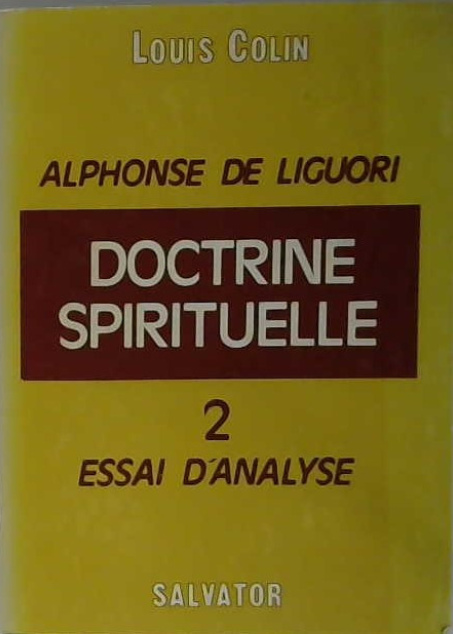 LOUIS COLIN
ALPHONSE DE LIGUORI
DOCTRINE
SPIRITUELLE
2
ESSAI D'ANALYSE
SALVATOR